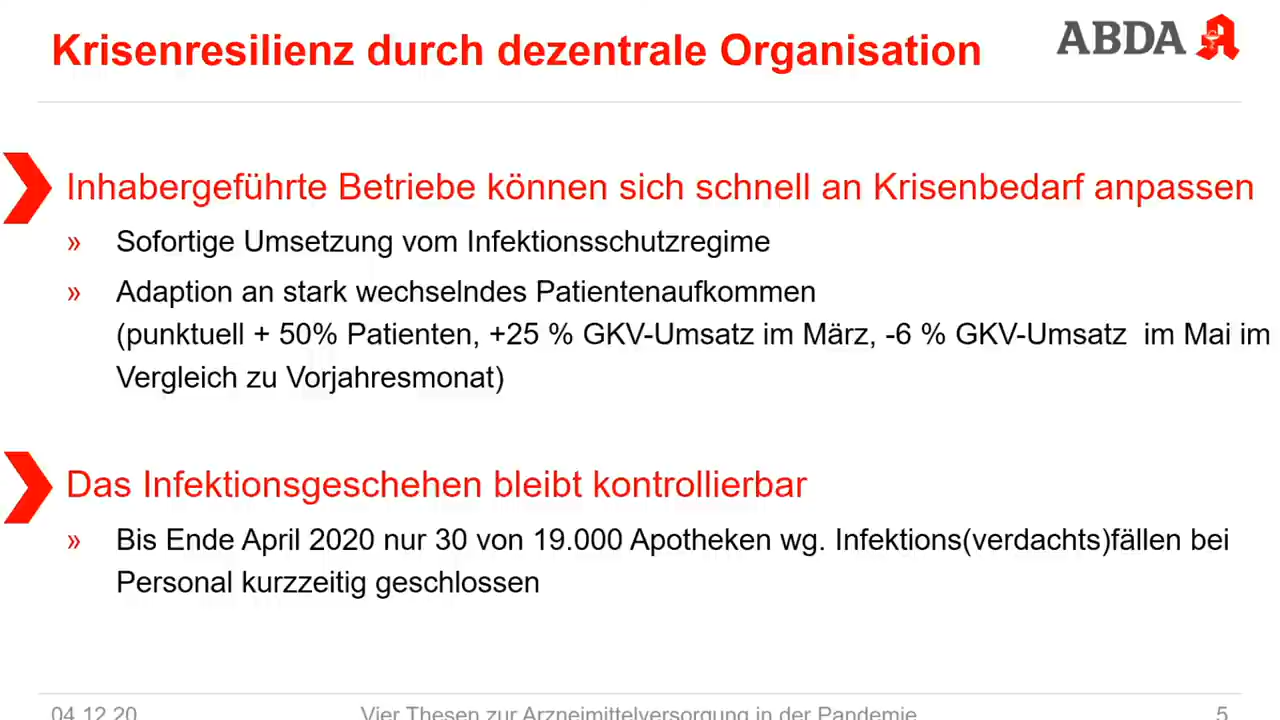 Krisenresilienz durch dezentrale Organisation
ABDA
Inhabergeführte Betriebe können sich schnell an Krisenbedarf anpassen
» Sofortige Umsetzung vom Infektionsschutzregime
» Adaption an stark wechselndes Patientenaufkommen
(punktuell + 50% Patienten, +25 % GKV-Umsatz im März, -6 % GKV-Umsatz im Mai im
Vergleich zu Vorjahresmonat)
Das Infektionsgeschehen bleibt kontrollierbar
» Bis Ende April 2020 nur 30 von 19.000 Apotheken wg. Infektions(verdachts)fällen bei
Personal kurzzeitig geschlossen
04.12.20 Vier Thesen zur Arzneimittelversorgung in der Pandemie 5